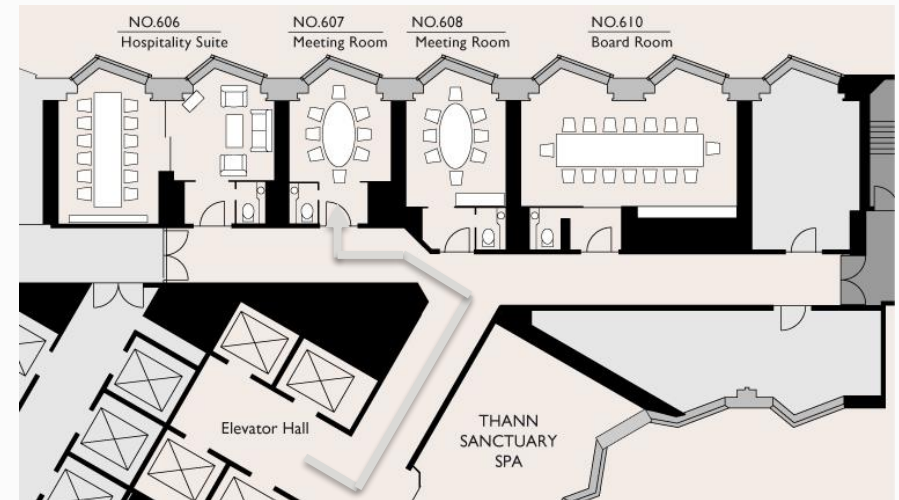 NO.606
Hospitality Suite
NO.607
Meeting Room
NO.608
Meeting Room
NO.610
Board Room
Elevator Hall
THANN
SANCTUARY
SPA